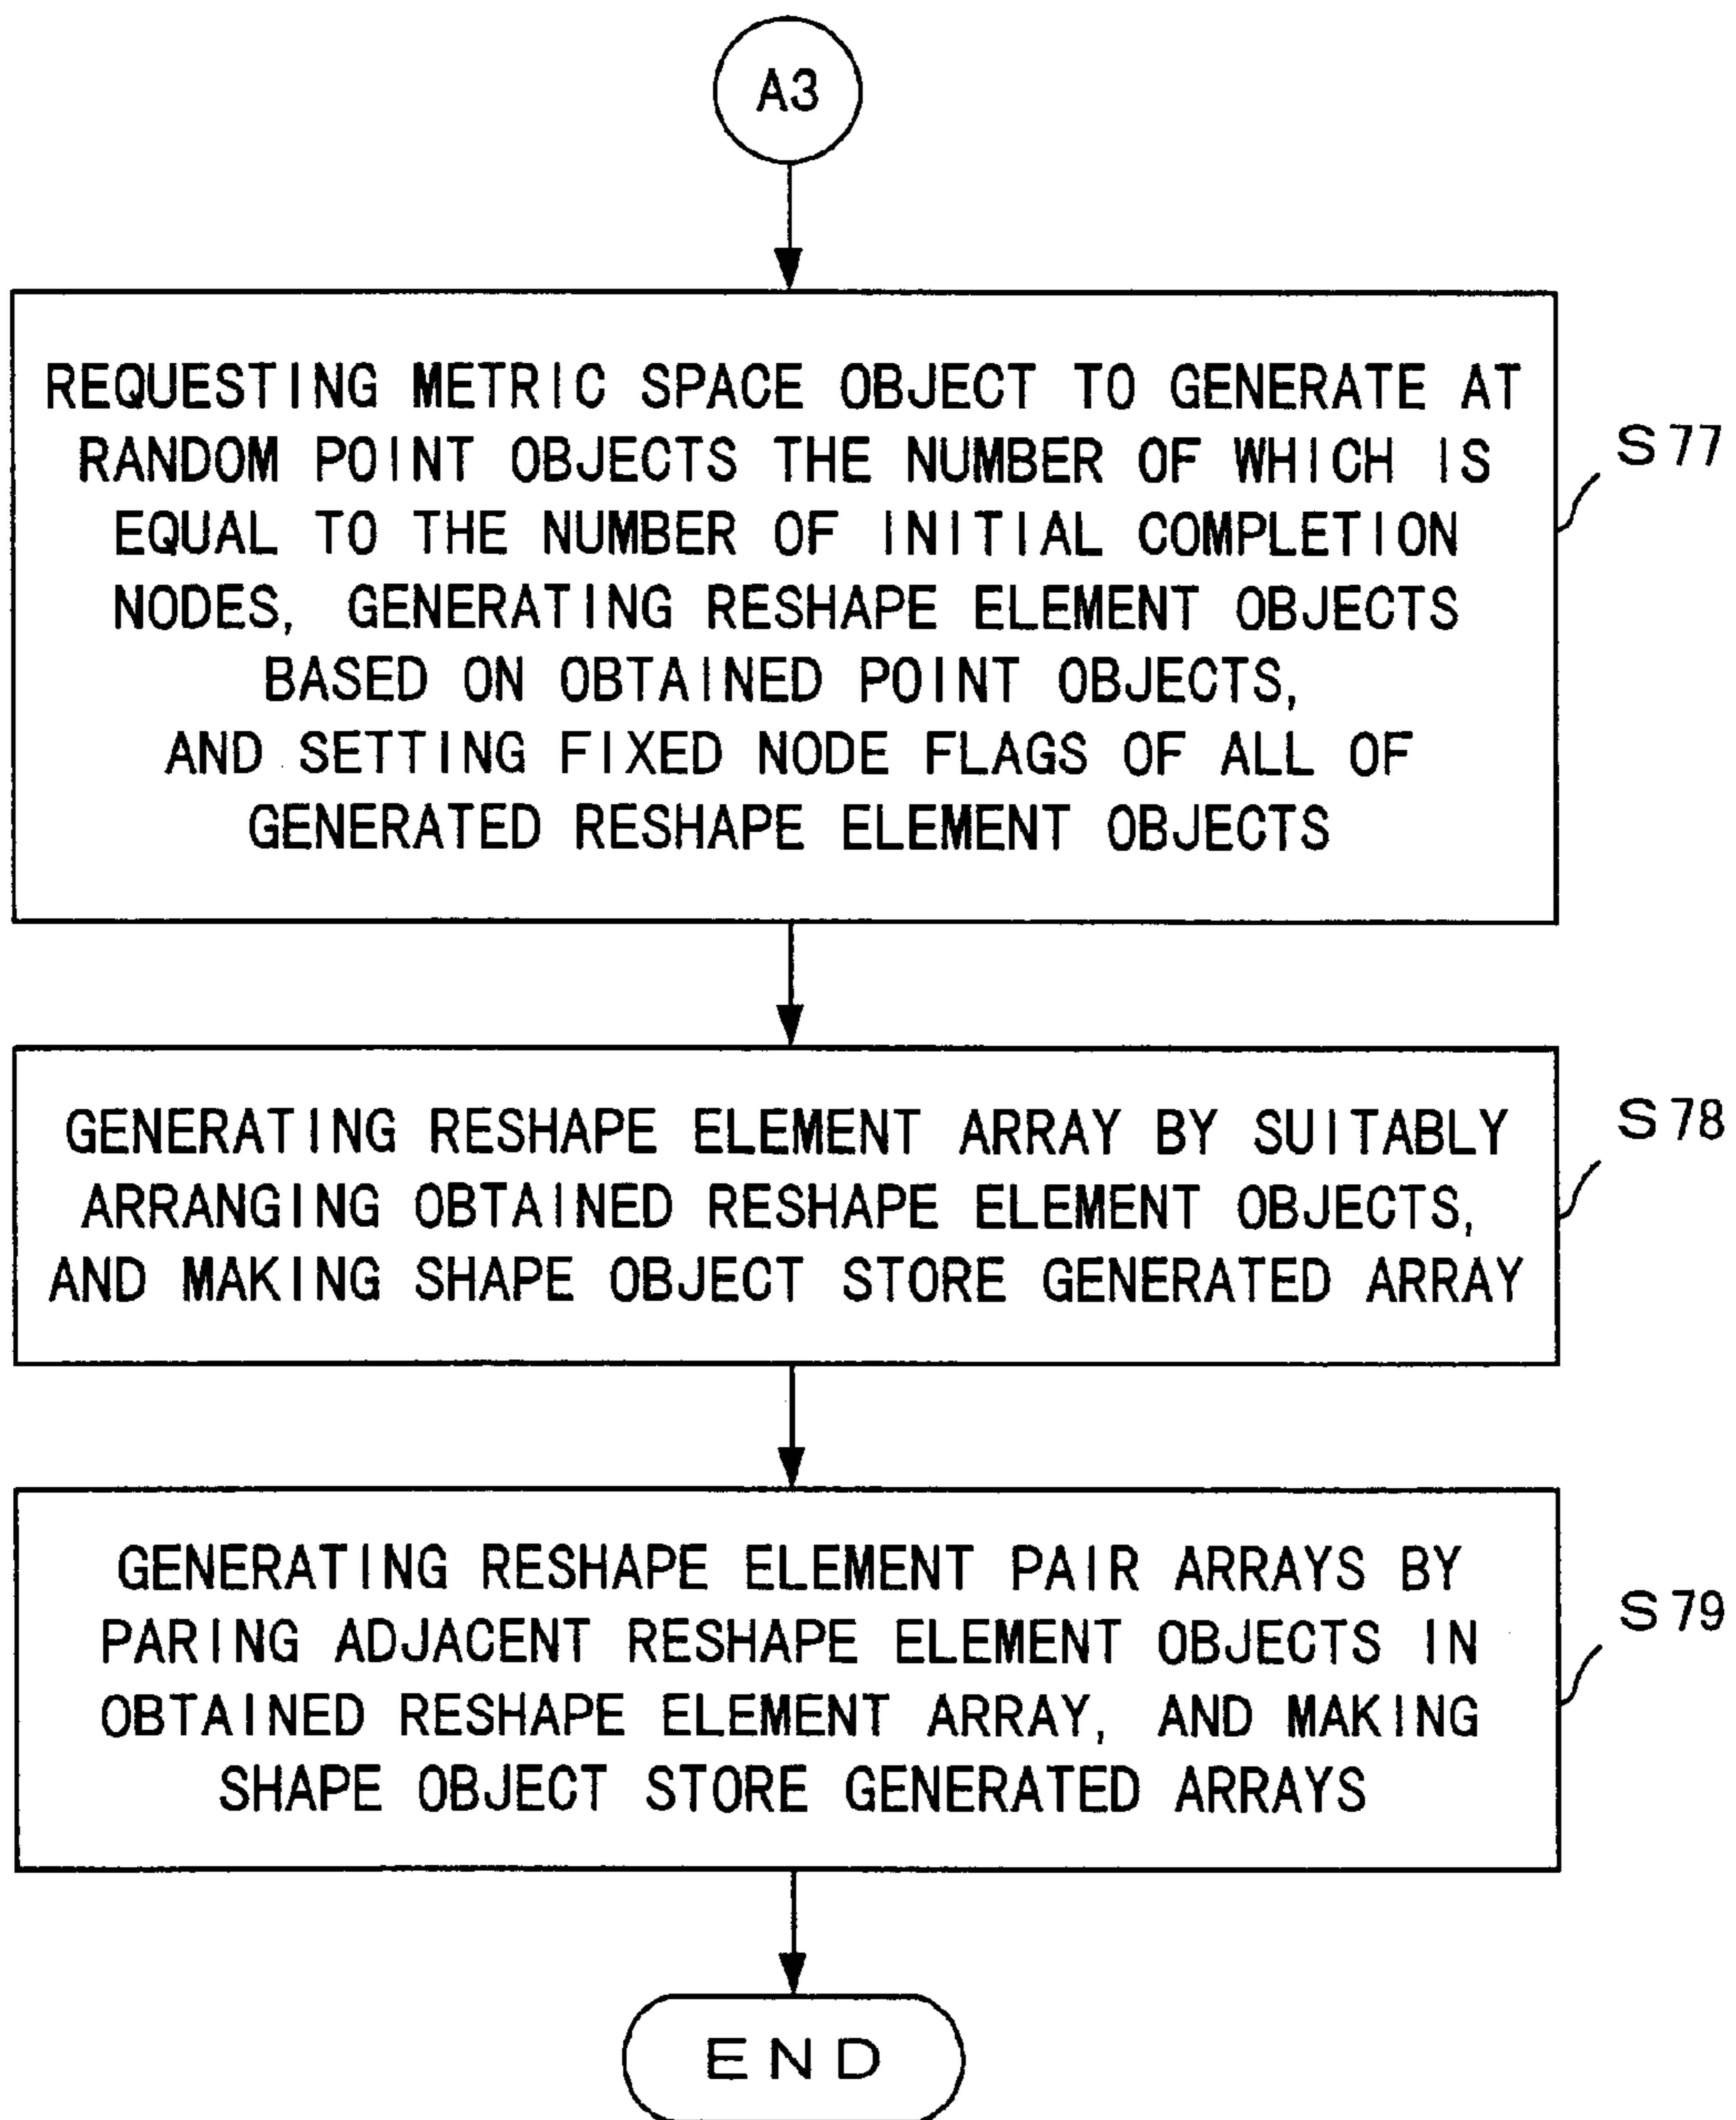 A3
REQUESTING METRIC SPACE OBJECT TO GENERATE AT
RANDOM POINT OBJECTS THE NUMBER OF WHICH IS
EQUAL TO THE NUMBER OF INITIAL COMPLETION
NODES, GENERATING RESHAPE ELEMENT OBJECTS
BASED ON OBTAINED POINT OBJECTS,
AND SETTING FIXED NODE FLAGS OF ALL OF
GENERATED RESHAPE ELEMENT OBJECTS
S77
GENERATING RESHAPE ELEMENT ARRAY BY SUITABLY
ARRANGING OBTAINED RESHAPE ELEMENT OBJECTS,
AND MAKING SHAPE OBJECT STORE GENERATED ARRAY
S78
GENERATING RESHAPE ELEMENT PAIR ARRAYS BY
PARING ADJACENT RESHAPE ELEMENT OBJECTS IN
OBTAINED RESHAPE ELEMENT ARRAY, AND MAKING
SHAPE OBJECT STORE GENERATED ARRAYS
S79
END